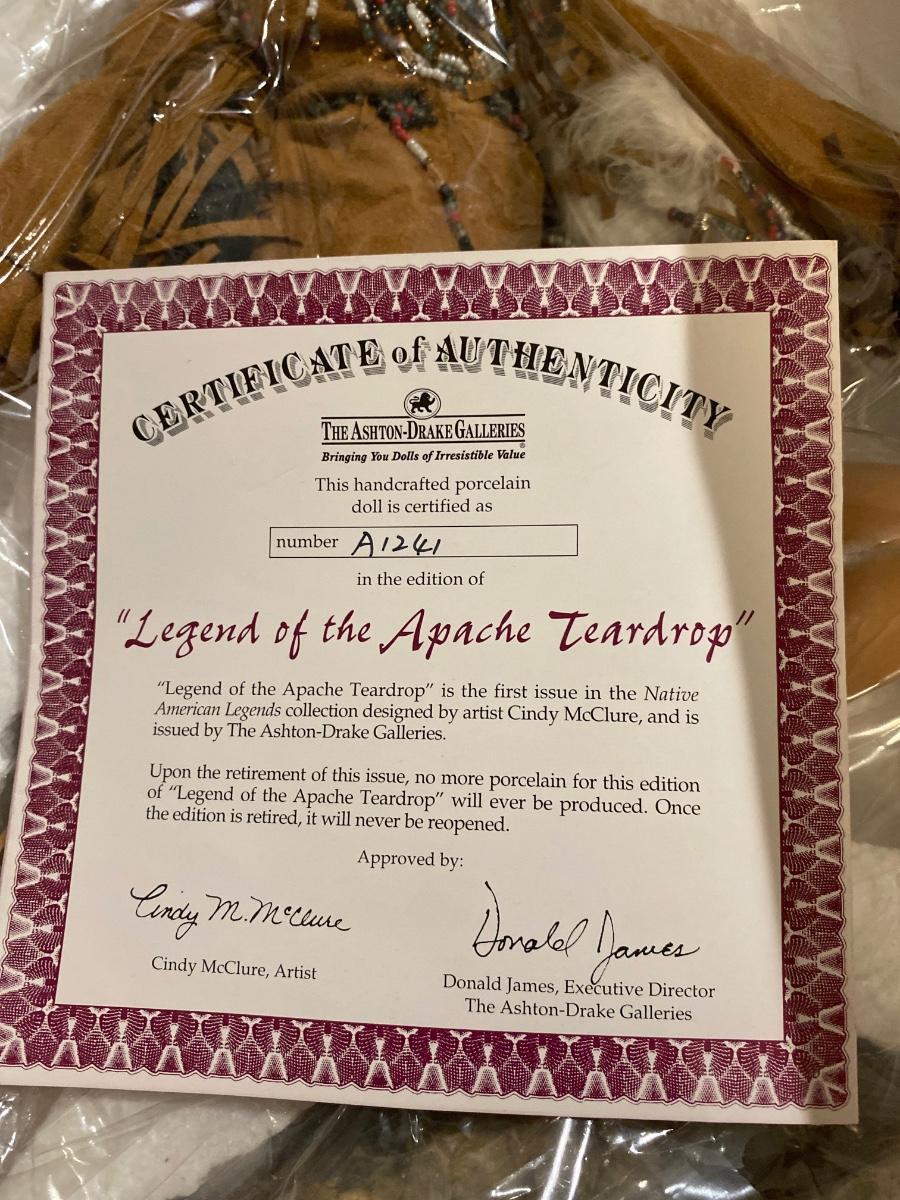 CERTIFICATE of AUTHENTICITY
THE ASHTON-DRAKE GALLERIES®
Bringing You Dolls of Irresistible Value
This handcrafted porcelain
doll is certified as
number A1241
in the edition of
"Legend of the Apache Teardrop"
"Legend of the Apache Teardrop" is the first issue in the Native
American Legends collection designed by artist Cindy McClure, and is
issued by The Ashton-Drake Galleries.
Upon the retirement of this issue, no more porcelain for this edition
of "Legend of the Apache Teardrop" will ever be produced. Once
the edition is retired, it will never be reopened.
Approved by:
Cindy M. McClure
Donald James
Cindy McClure, Artist
Donald James, Executive Director
The Ashton-Drake Galleries